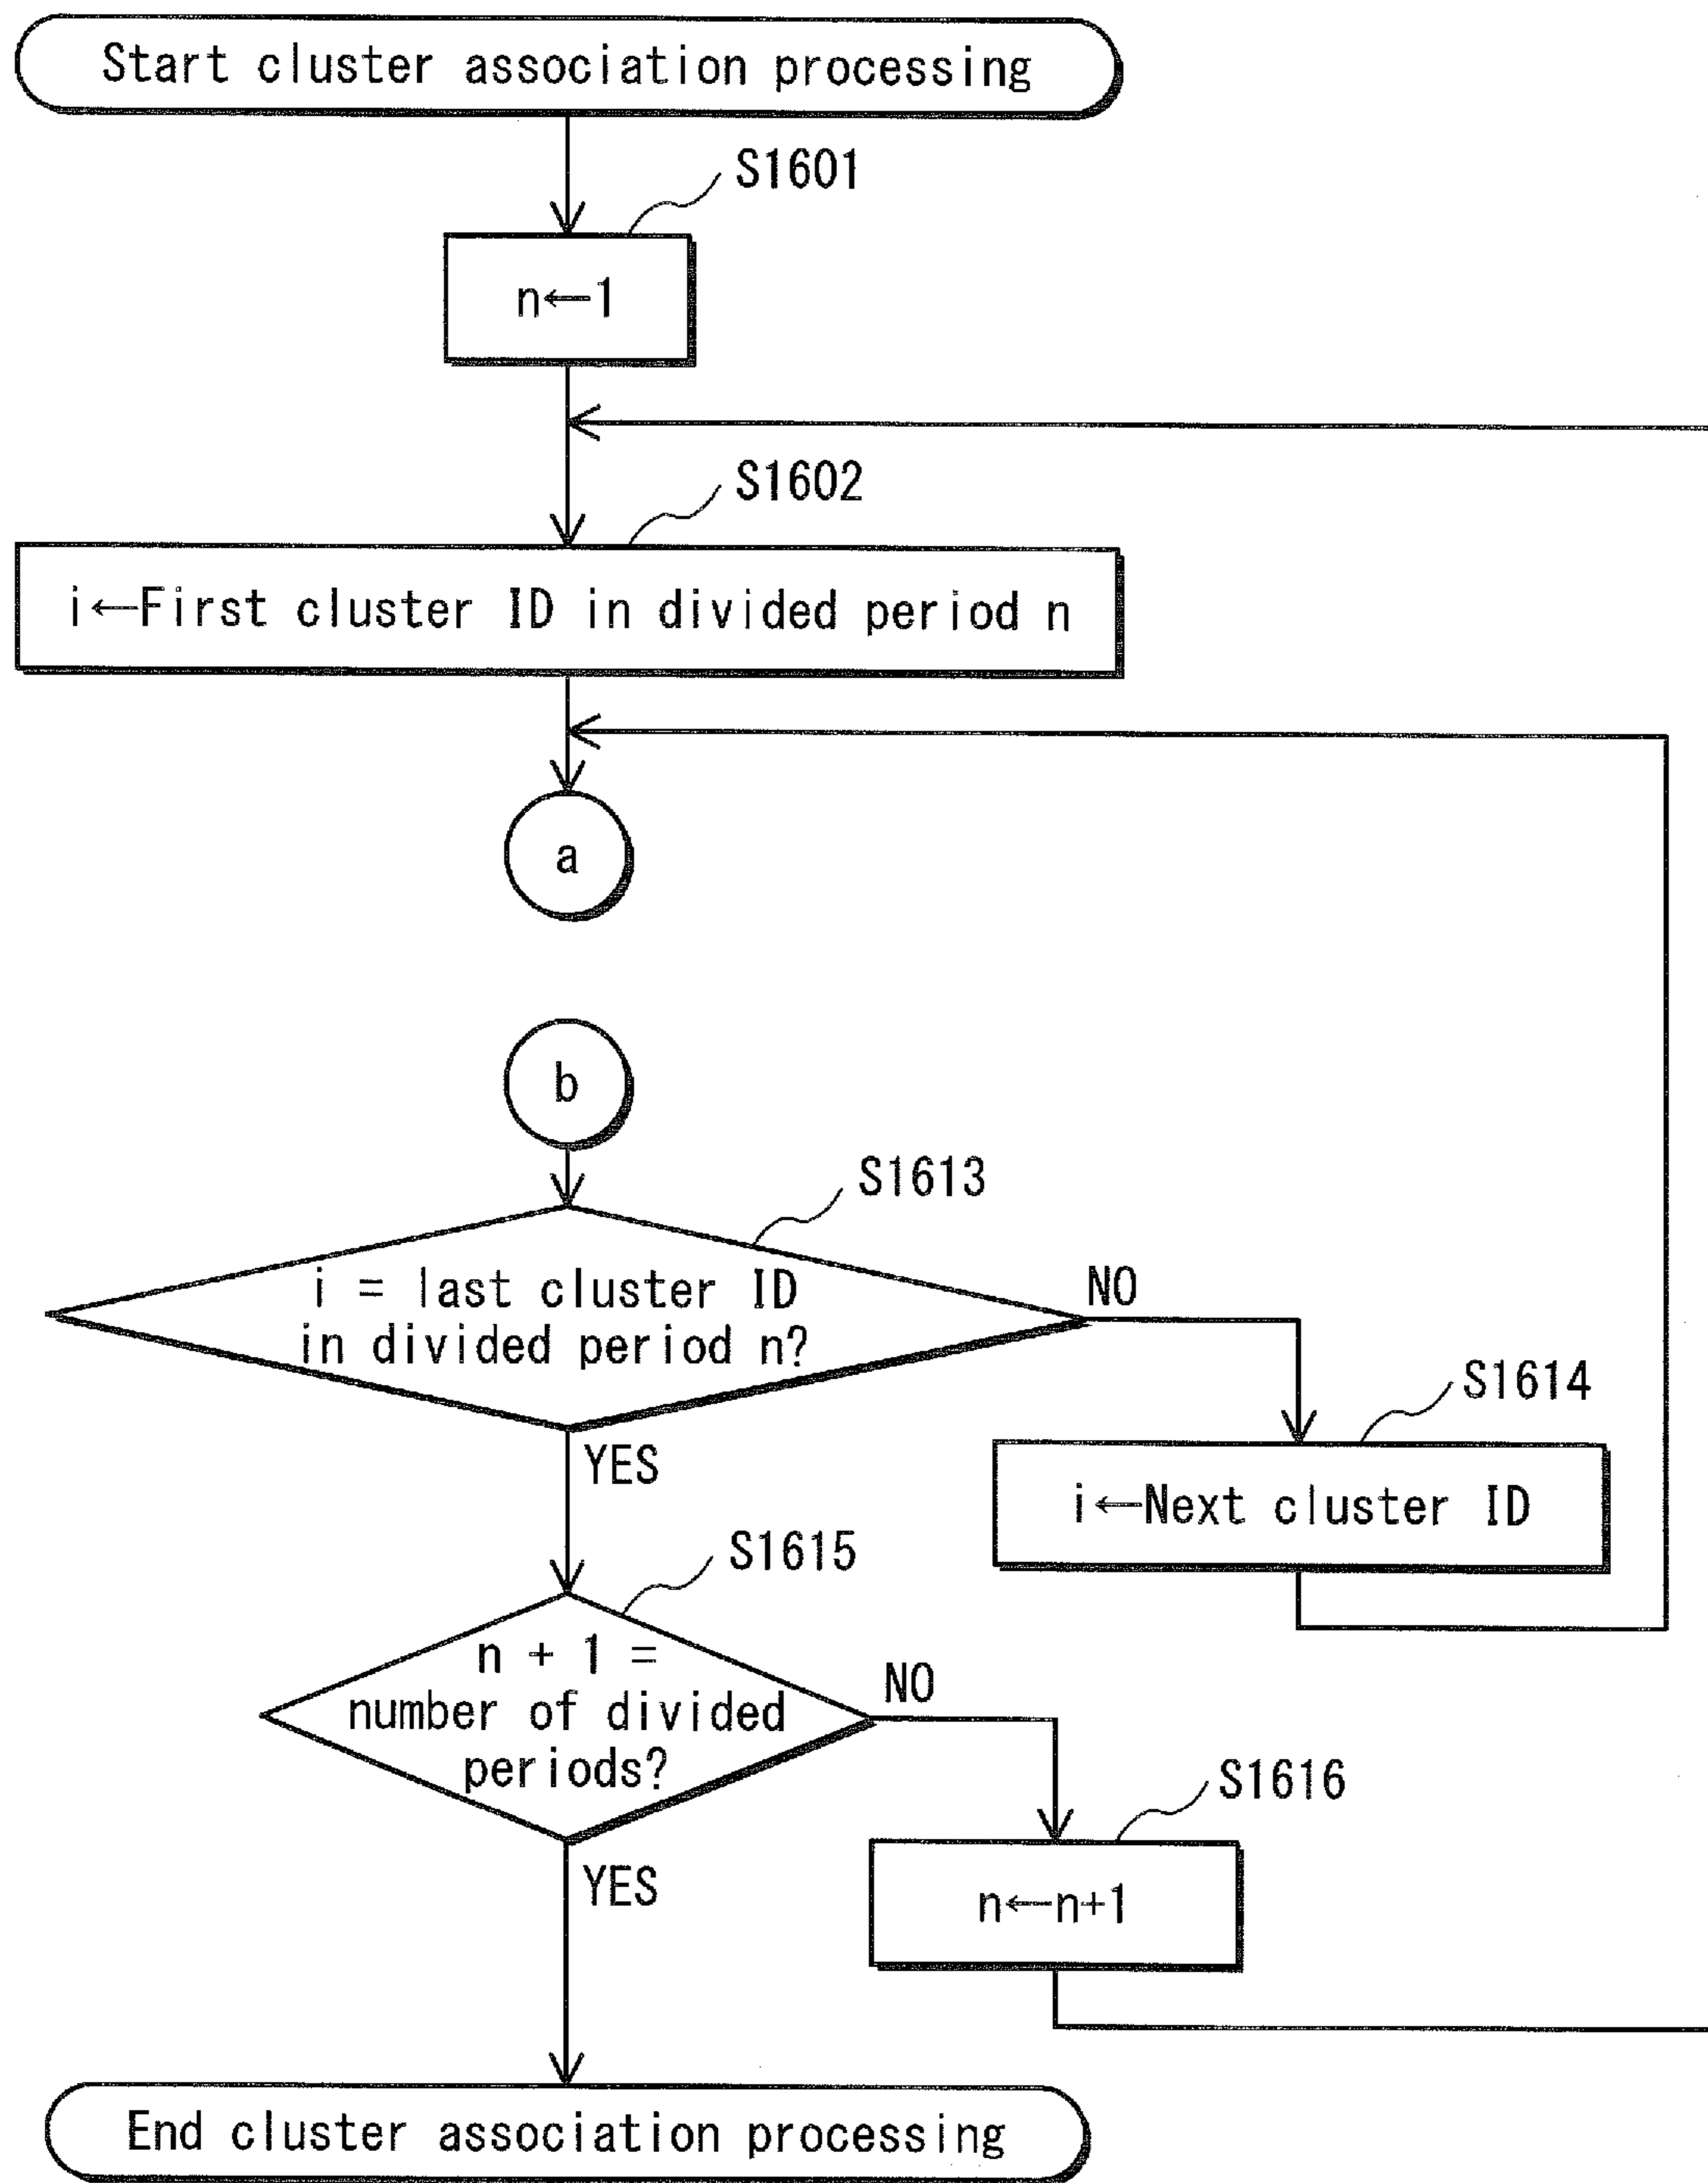 Start cluster association processing
S1601
n←1
S1602
i←First cluster ID in divided period n
a
b
S1613
i = last cluster ID
in divided period n?
NO
S1614
i←Next cluster ID
YES
S1615
n + 1 =
number of divided
periods?
NO
S1616
n←n+1
YES
End cluster association processing